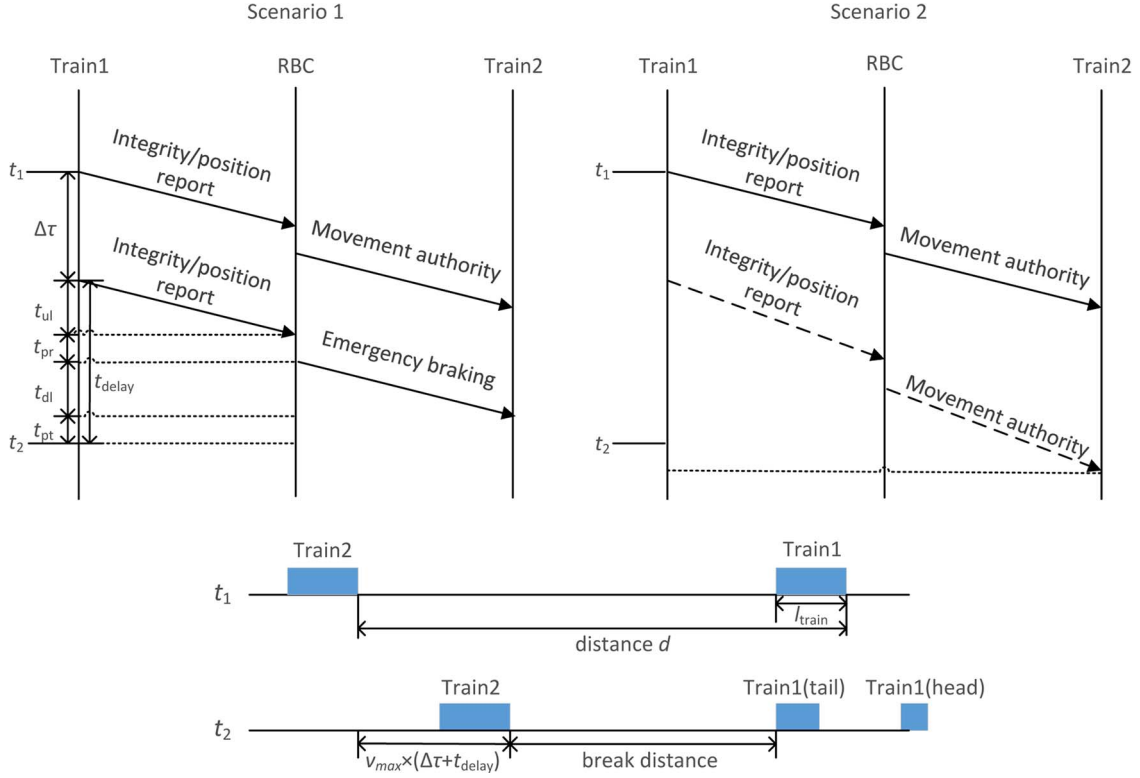 Scenario 1
Scenario 2
Train1
RBC
Train2
Train1
RBC
Train2
t1
Integrity/position
report
Movement authority
Δτ
Integrity/position
report
Emergency braking
tul
tpr
tdl
tdelay
tpt
t2
t1
Integrity/position
report
Movement authority
Integrity/position
report
Movement authority
t2
Train2
Train1
t1
ltrain
distance d
Train2
Train1(tail)
Train1(head)
t2
vmax×(Δτ+tdelay)
break distance